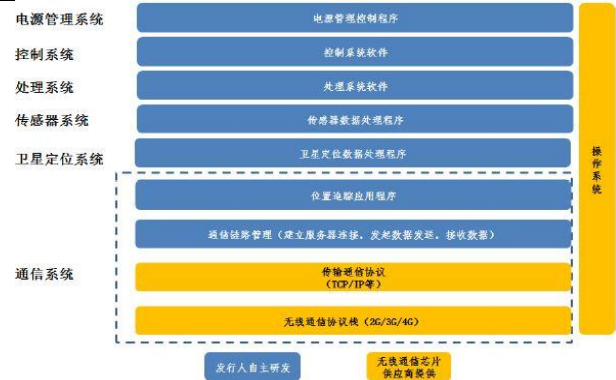 电源管理系统
电源管理控制程序
控制系统
控制系统软件
处理系统
处理系统软件
传感器系统
传感器数据处理程序
卫星定位系统
卫星定位数据处理程序
操作系统
位置追踪应用程序
通信链路管理（建立服务器连接，发起数据发送，接收数据）
通信系统
传输通信协议
（TCP/IP等）
无线通信协议栈（2G/3G/4G）
发行人自主研发
无线通信芯片
供应商提供